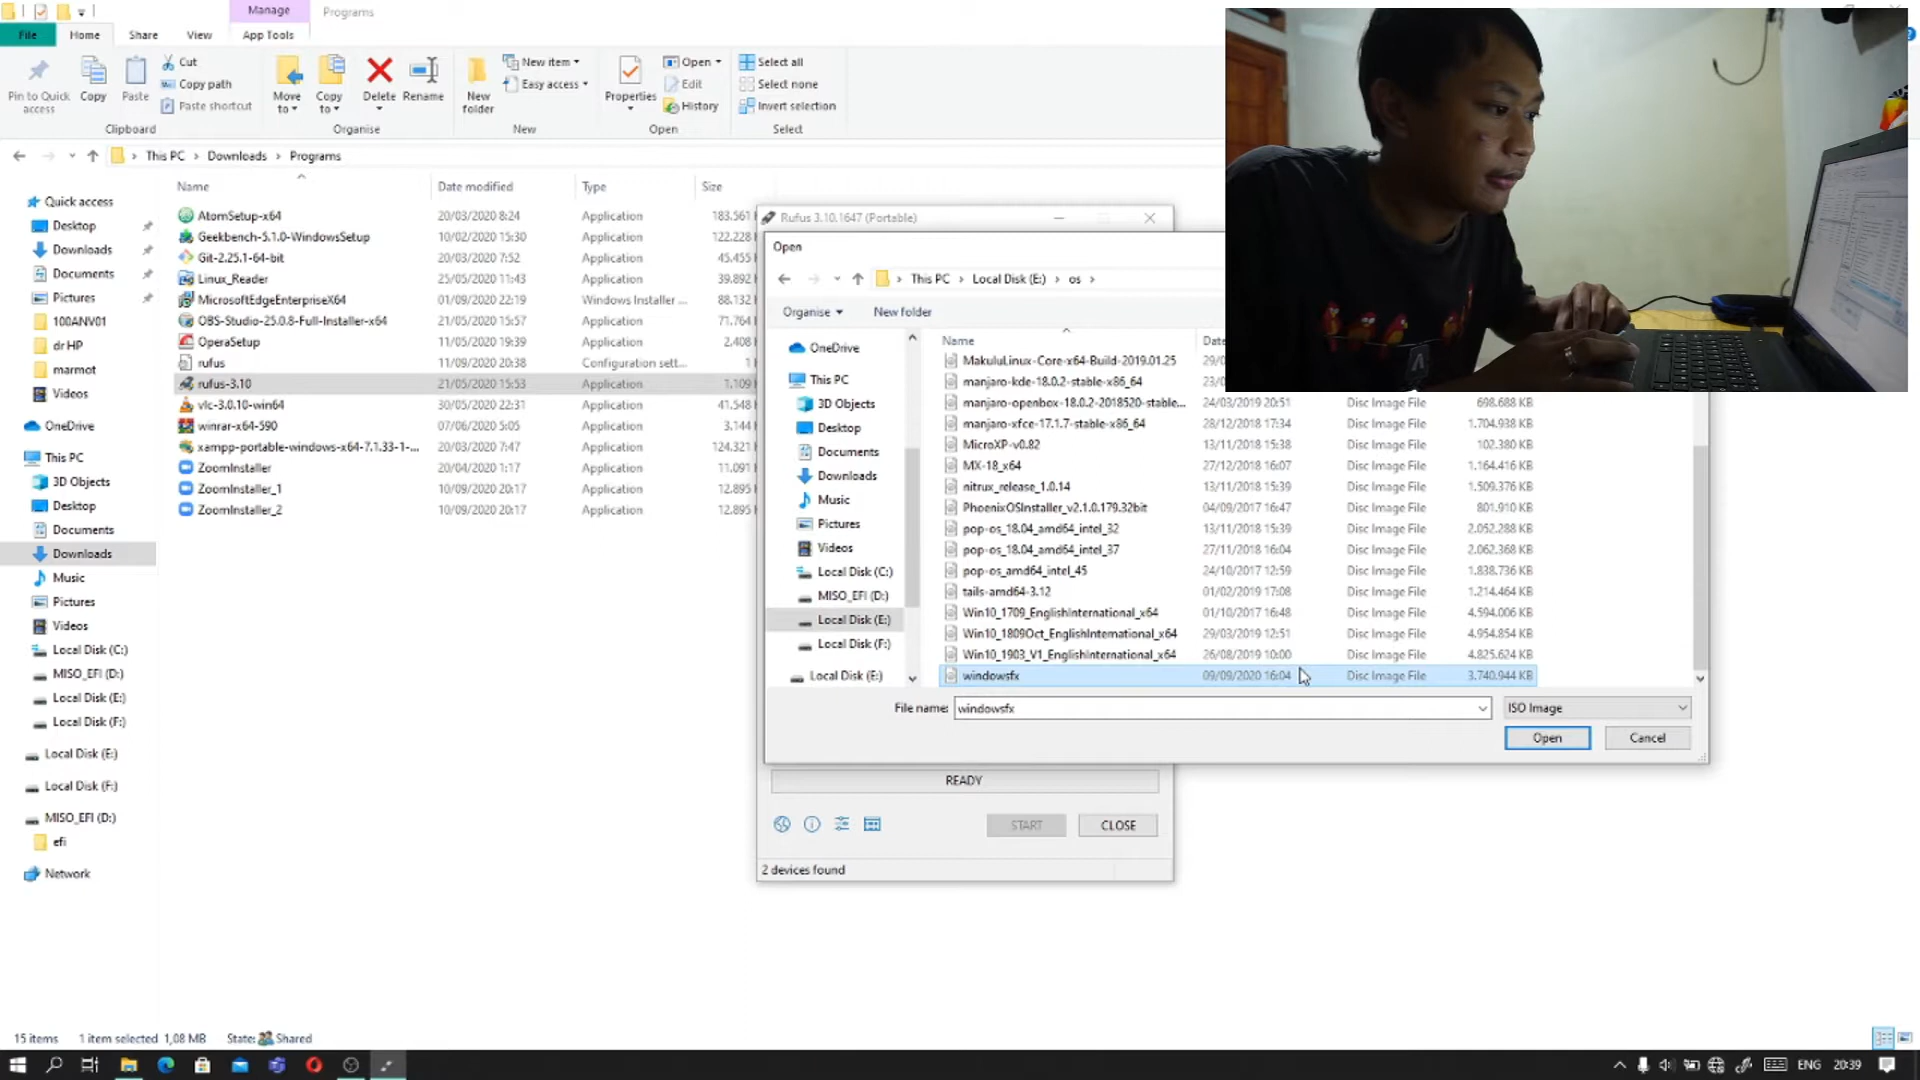 Manage
Programs
File
Home
Share
View
App Tools
Pin to Quick access
Copy
Paste
Cut
Copy path
Paste shortcut
Clipboard
Move to
Copy to
Delete
Rename
Organise
New folder
New item
Easy access
New
Properties
Open
Edit
History
Open
Select all
Select none
Invert selection
Select
This PC > Downloads > Programs
Name Date modified Type Size
AtomSetup-x64 20/03/2020 8:24 Application 183.561
Geekbench-5.1.0-WindowsSetup 10/02/2020 15:30 Application 122.228
Git-2.25.1-64-bit 20/03/2020 7:52 Application 45.455
Linux_Reader 25/05/2020 11:43 Application 39.892
MicrosoftEdgeEnterpriseX64 01/09/2020 22:19 Windows Installer ... 88.132
OBS-Studio-25.0.8-Full-Installer-x64 21/05/2020 15:57 Application 71.764
OperaSetup 11/05/2020 19:39 Application 2.408
rufus 11/09/2020 20:38 Configuration sett... 1
rufus-3.10 21/05/2020 15:53 Application 1.109
vlc-3.0.10-win64 30/05/2020 22:31 Application 41.548
winrar-x64-590 07/06/2020 5:05 Application 3.144
xampp-portable-windows-x64-7.1.33-1-... 20/03/2020 7:47 Application 124.321
ZoomInstaller 20/04/2020 1:17 Application 11.091
ZoomInstaller_1 10/09/2020 20:17 Application 12.895
ZoomInstaller_2 10/09/2020 20:17 Application 12.895
Quick access
Desktop
Downloads
Documents
Pictures
100ANV01
dr HP
marmot
Videos
OneDrive
This PC
3D Objects
Desktop
Documents
Downloads
Music
Pictures
Videos
Local Disk (C:)
MISO_EFI (D:)
Local Disk (E:)
Local Disk (F:)
Local Disk (E:)
Local Disk (F:)
MISO_EFI (D:)
efi
Network
Rufus 3.10.1647 (Portable)
Open
This PC > Local Disk (E:) > os >
Organise
New folder
OneDrive
This PC
3D Objects
Desktop
Documents
Downloads
Music
Pictures
Videos
Local Disk (C:)
MISO_EFI (D:)
Local Disk (E:)
Local Disk (F:)
Local Disk (E:)
Name
MakuluLinux-Core-x64-Build-2019.01.25
manjaro-kde-18.0.2-stable-x86_64
manjaro-openbox-18.0.2-2018520-stable... 24/03/2019 20:51 Disc Image File 698.688 KB
manjaro-xfce-17.1.7-stable-x86_64 28/12/2018 17:34 Disc Image File 1.704.938 KB
MicroXP-v0.82 13/11/2018 15:38 Disc Image File 102.380 KB
MX-18_x64 27/12/2018 16:07 Disc Image File 1.164.416 KB
nitrux_release_1.0.14 13/11/2018 15:39 Disc Image File 1.509.376 KB
PhoenixOSInstaller_v2.1.0.179.32bit 04/09/2017 16:47 Disc Image File 801.910 KB
pop-os_18.04_amd64_intel_32 13/11/2018 15:39 Disc Image File 2.052.288 KB
pop-os_18.04_amd64_intel_37 27/11/2018 16:04 Disc Image File 2.062.368 KB
pop-os_amd64_intel_45 24/10/2017 12:59 Disc Image File 1.838.736 KB
tails-amd64-3.12 01/02/2019 17:08 Disc Image File 1.214.464 KB
Win10_1709_EnglishInternational_x64 01/10/2017 16:48 Disc Image File 4.594.006 KB
Win10_1809Oct_EnglishInternational_x64 29/03/2019 12:51 Disc Image File 4.954.854 KB
Win10_1903_V1_EnglishInternational_x64 26/08/2019 10:00 Disc Image File 4.825.624 KB
windowsfx 09/09/2020 16:04 Disc Image File 3.740.944 KB
File name: windowsfx
ISO Image
Open
Cancel
READY
START
CLOSE
2 devices found
15 items 1 item selected 1,08 MB State: Shared
ENG 20:39